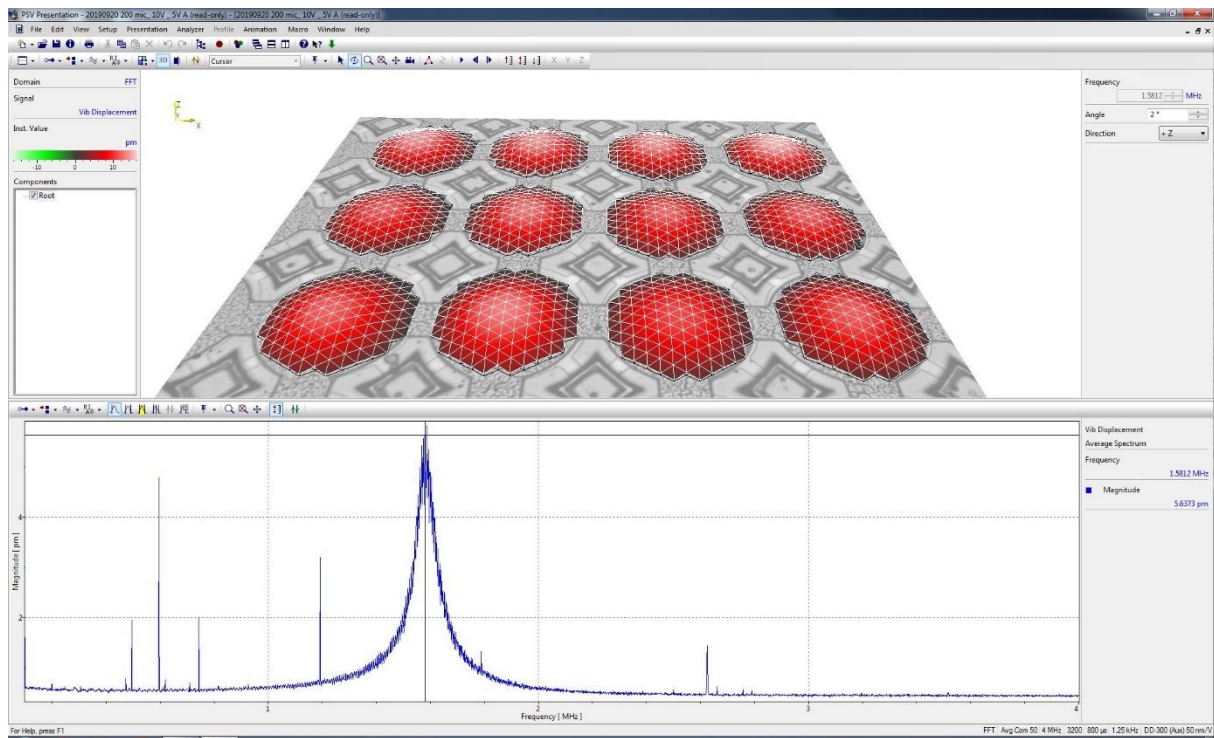 PSV Presentation - 20190920 200 mic_ 10V _ 5V A (read-only) - [20190920 200 mic_ 10V _ 5V A (read-only)]
File Edit View Setup Presentation Analyzer Profile Animation Macro Window Help
3D Cursor X Y Z
Domain FFT
Signal
Vib Displacement
Inst. Value
pm
-10 0 10
Components
Root
Z
Y
X
Frequency
1.5812 MHz
Angle 2 °
Direction + Z
4
2
Magnitude [ pm ]
1 2 3 4
Frequency [ MHz ]
Vib Displacement
Average Spectrum
Frequency
1.5812 MHz
Magnitude
5.6373 pm
For Help, press F1
FFT Avg Com 50 4 MHz 3200 800 µs 1.25 kHz DD-300 (Aux) 50 nm/V